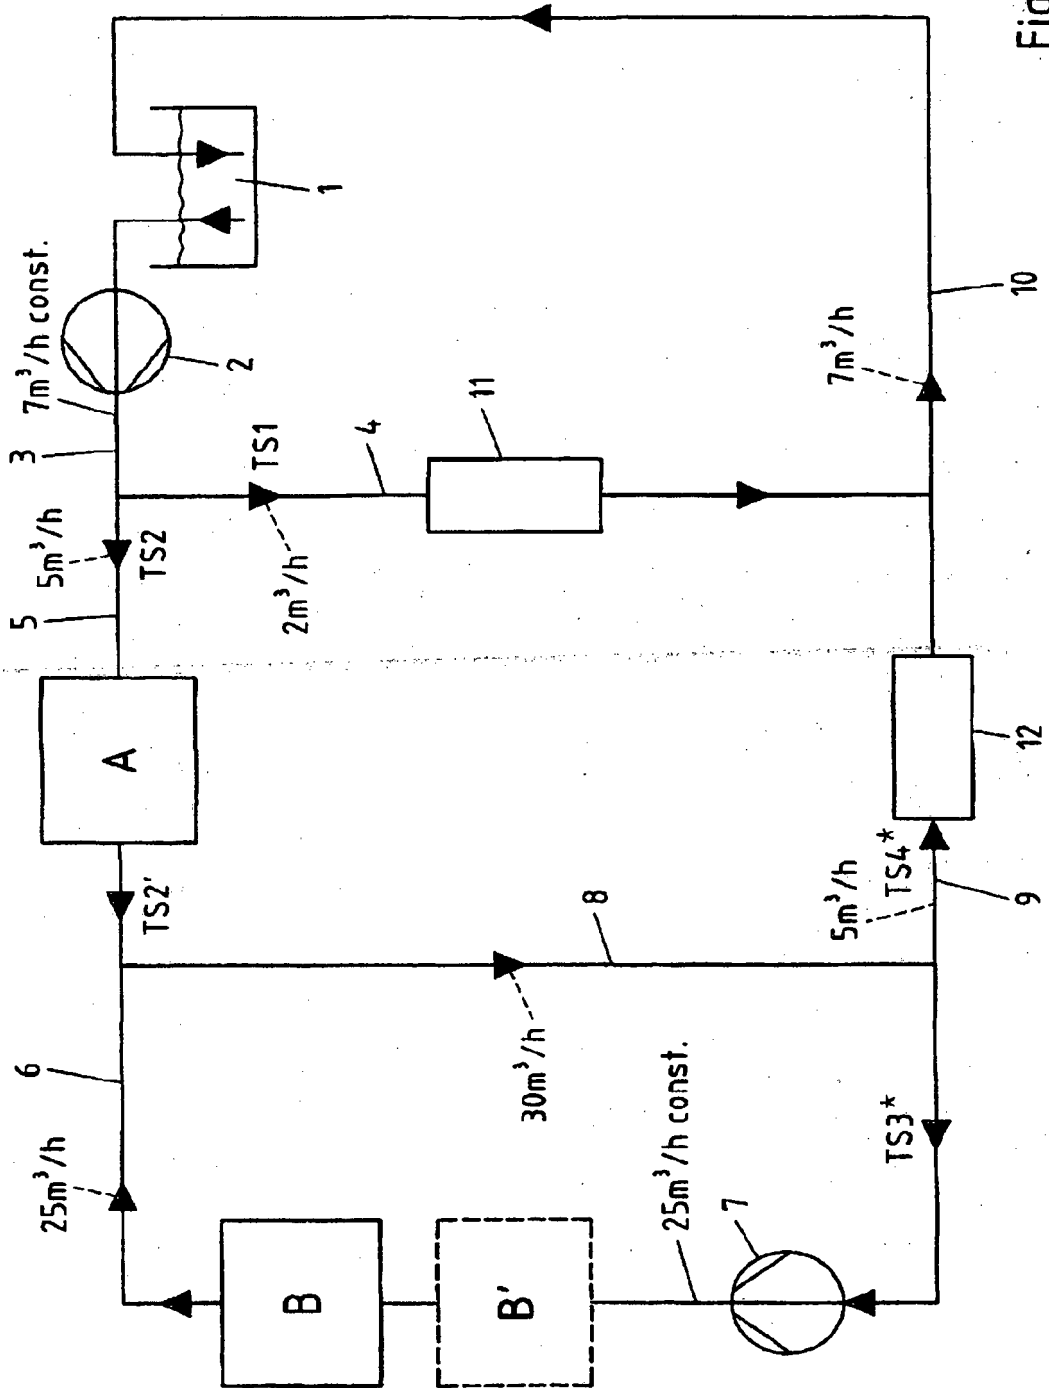 Fig
1
7m³/h const.
2
3
5m³/h
TS2
5
TS1
4
2m³/h
11
7m³/h
10
A
TS2'
8
30m³/h
6
25m³/h
B
B'
25m³/h const.
7
TS3*
5m³/h
TS4*
9
12